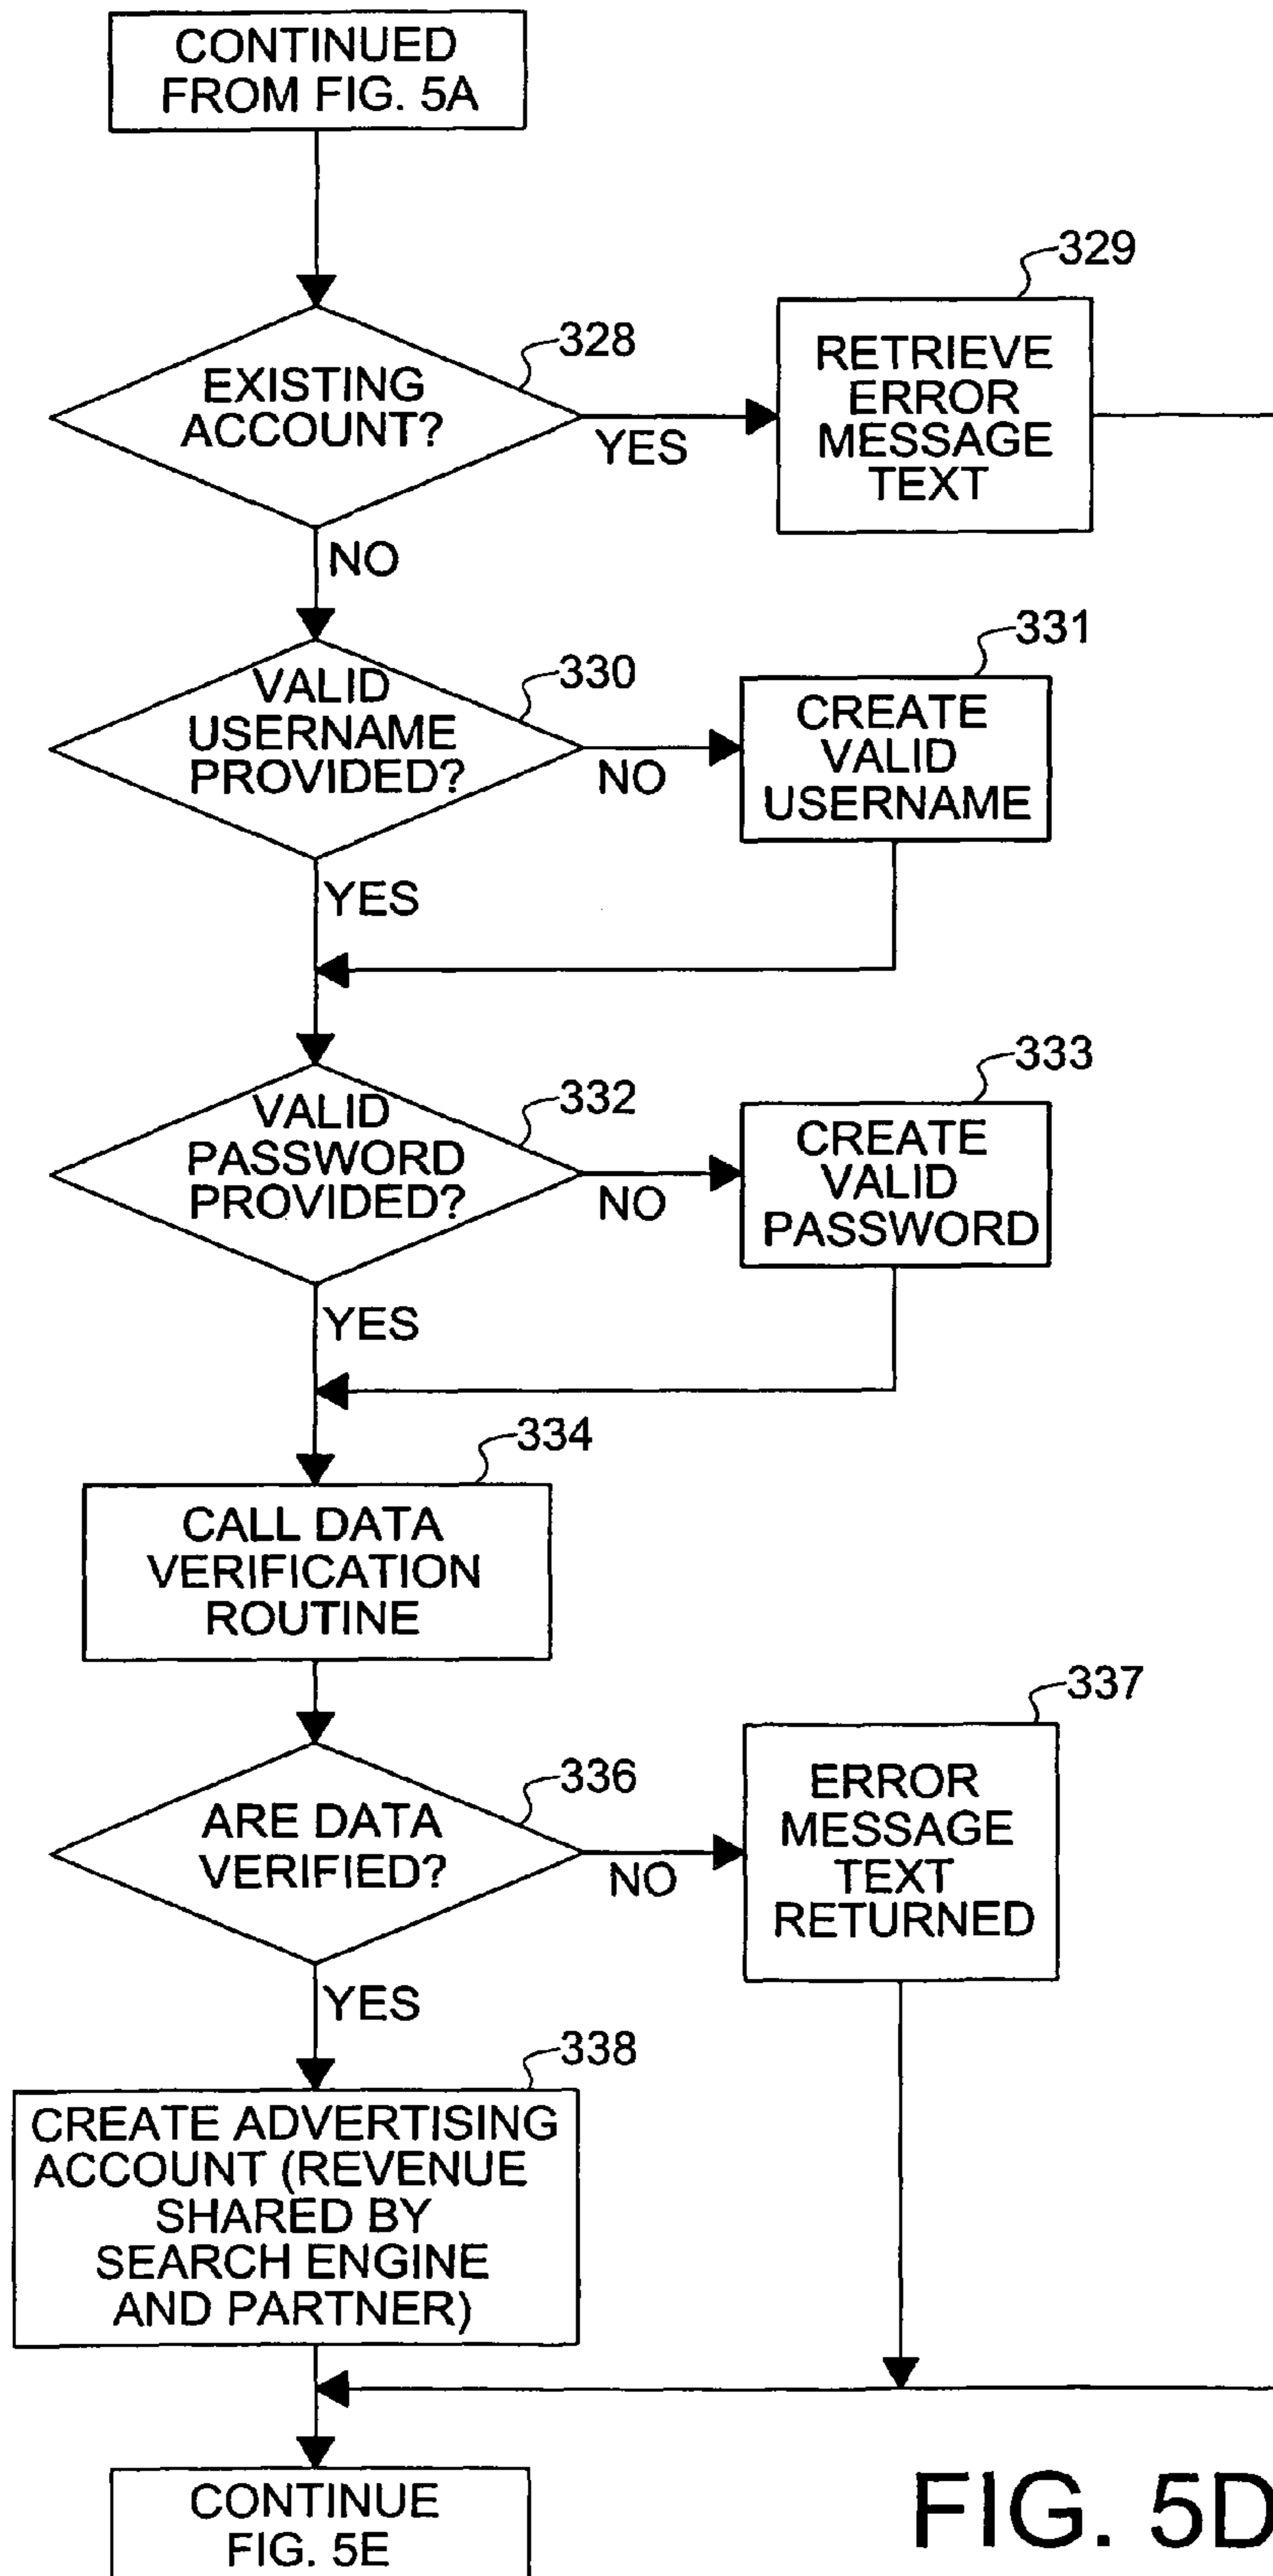 CONTINUED
FROM FIG. 5A
329
328
EXISTING
ACCOUNT?
YES
RETRIEVE
ERROR
MESSAGE
TEXT
NO
331
330
VALID
USERNAME
PROVIDED?
NO
CREATE
VALID
USERNAME
YES
333
332
VALID
PASSWORD
PROVIDED?
NO
CREATE
VALID
PASSWORD
YES
334
CALL DATA
VERIFICATION
ROUTINE
337
336
ARE DATA
VERIFIED?
NO
ERROR
MESSAGE
TEXT
RETURNED
YES
338
CREATE ADVERTISING
ACCOUNT (REVENUE
SHARED BY
SEARCH ENGINE
AND PARTNER)
CONTINUE
FIG. 5E
FIG. 5D